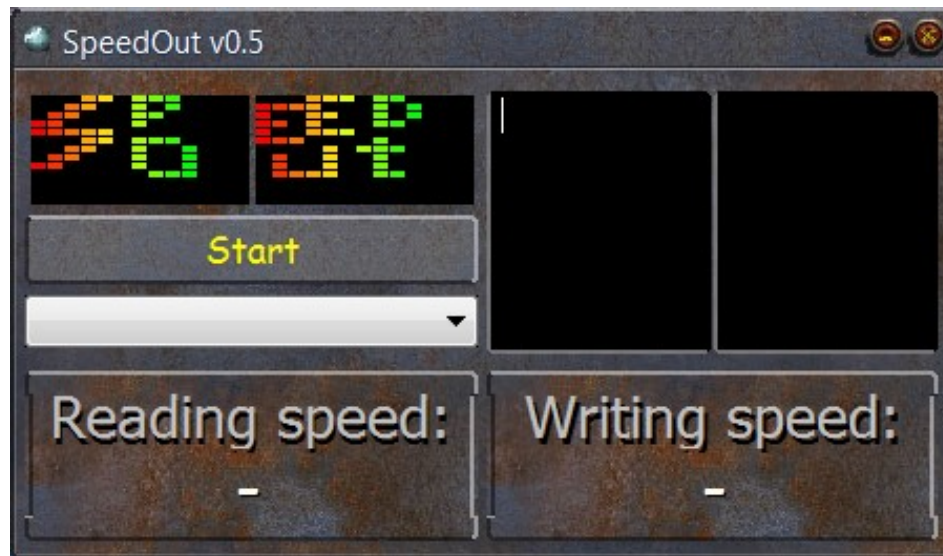 SpeedOut v0.5
Start
Reading speed:
-
Writing speed:
-